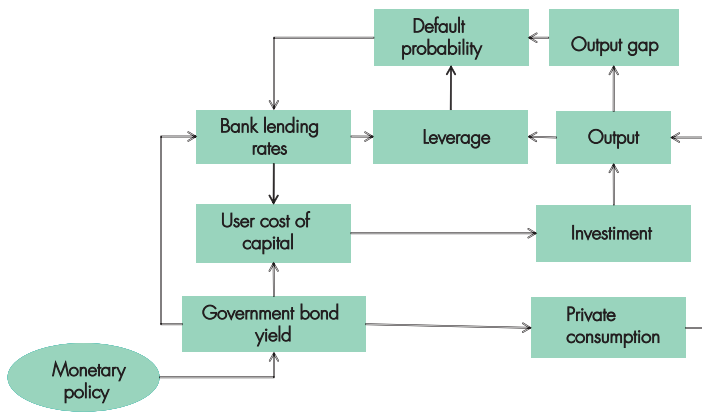 Default
probability
Output gap
Bank lending
rates
Leverage
Output
User cost of
capital
Investiment
Government bond
yield
Private
consumption
Monetary
policy